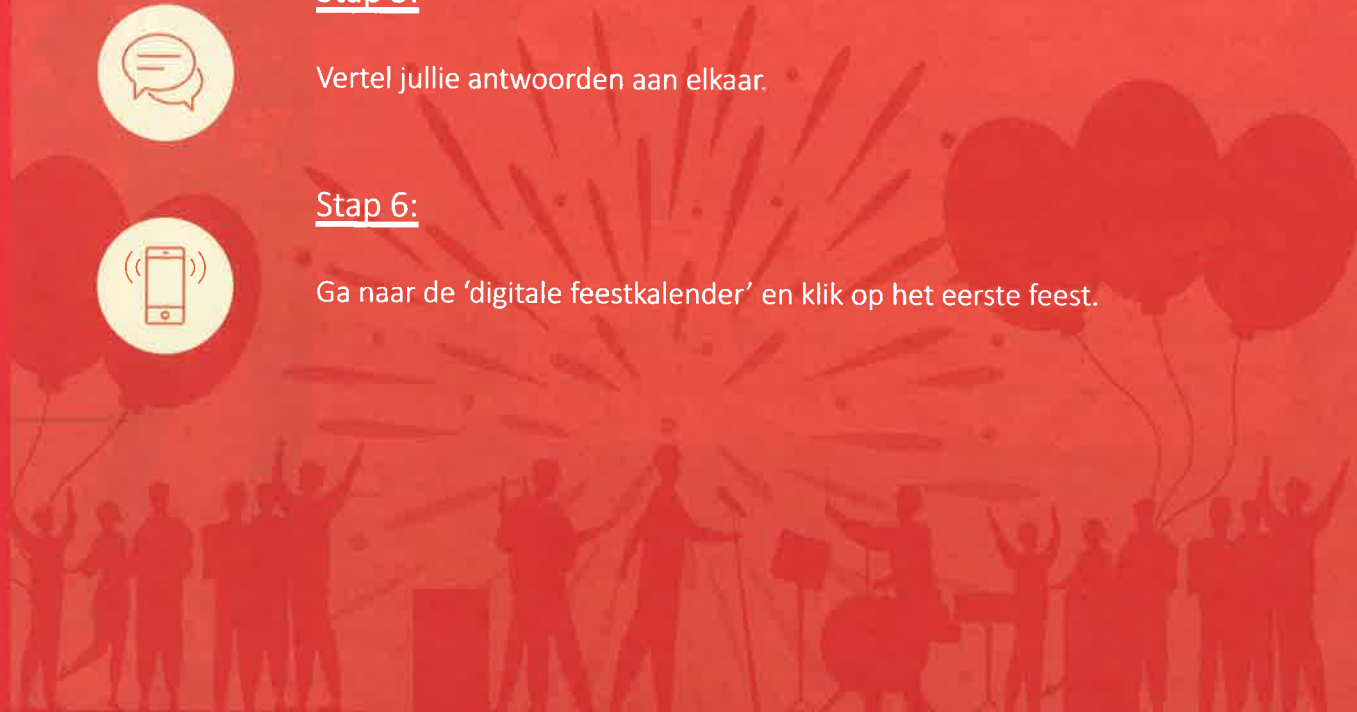 Vertel jullie antwoorden aan elkaar.
Stap 6:
Ga naar de ‘digitale feestkalender’ en klik op het eerste feest.